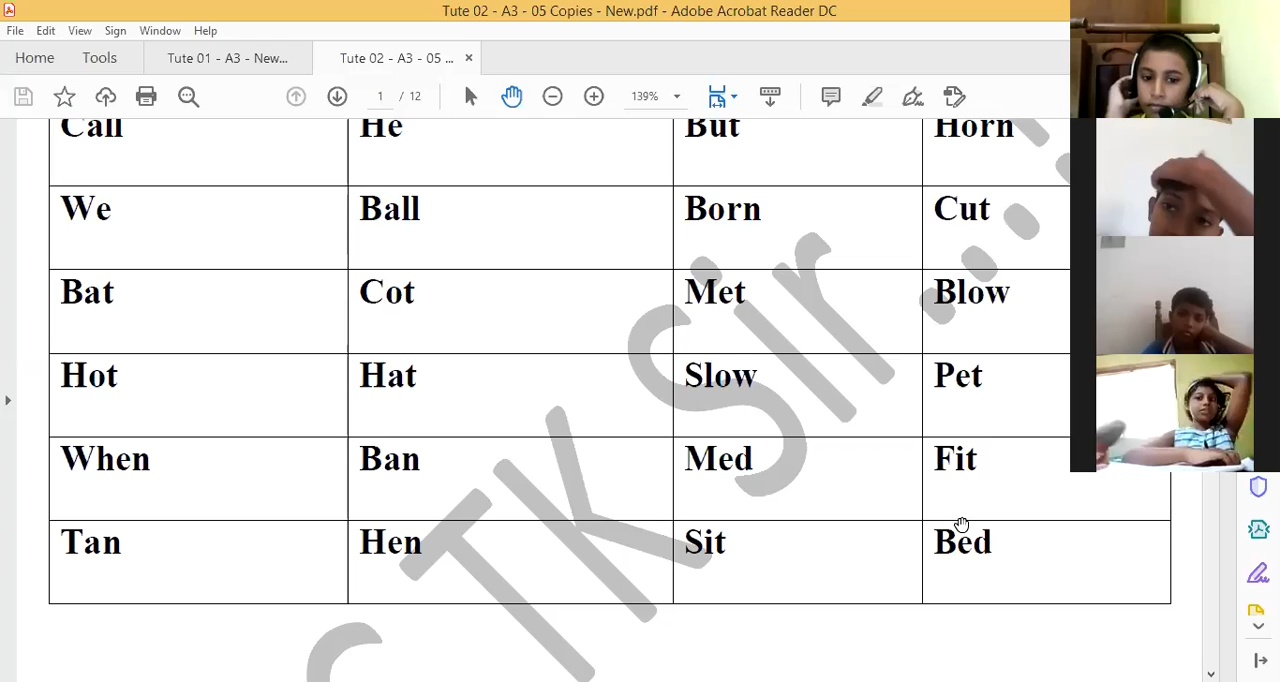 Tute 02 - A3 - 05 Copies - New.pdf - Adobe Acrobat Reader DC
File Edit View Sign Window Help
Home Tools Tute 01 - A3 - New... Tute 02 - A3 - 05 ... ×
1 / 12 139%
Call He But Horn
We Ball Born Cut
Bat Cot Met Blow
Hot Hat Slow Pet
When Ban Med Fit
Tan Hen Sit Bed
TK Sir ...